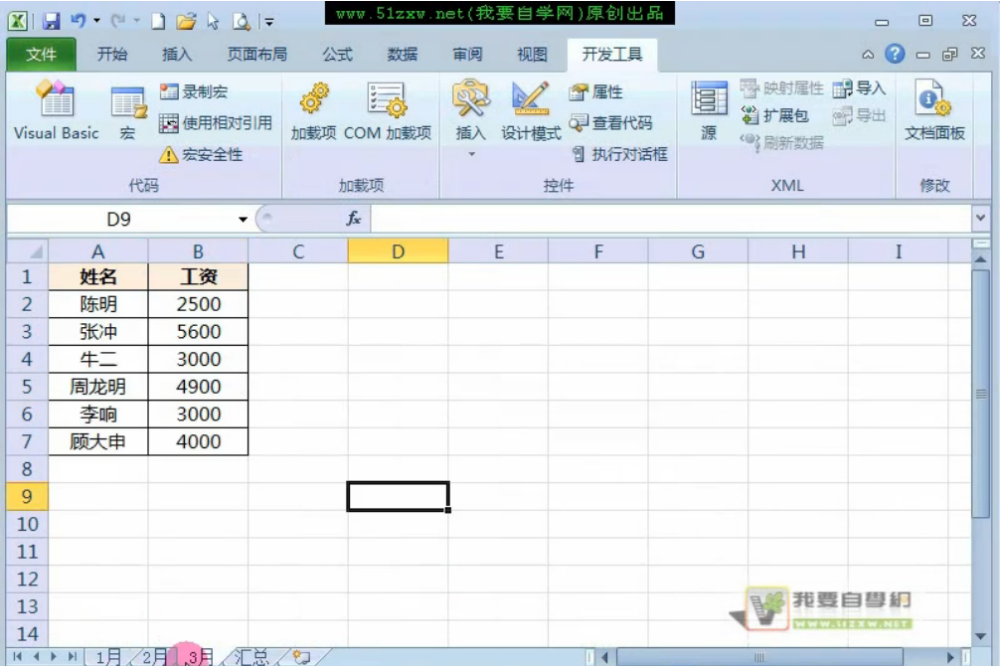 www.51zxw.net(我要自学网)原创出品
文件 开始 插入 页面布局 公式 数据 审阅 视图 开发工具
Visual Basic 宏 录制宏 使用相对引用 宏安全性 加载项 COM 加载项 插入 设计模式 属性 查看代码 执行对话框 源 映射属性 扩展包 刷新数据 导入 导出 文档面板
代码 加载项 控件 XML 修改
D9 fx
A B C D E F G H I
1 姓名 工资
2 陈明 2500
3 张冲 5600
4 牛二 3000
5 周龙明 4900
6 李响 3000
7 顾大申 4000
8
9
10
11
12
13
14
我要自學網
WWW.51ZXW.NET
1月 2月 3月 汇总